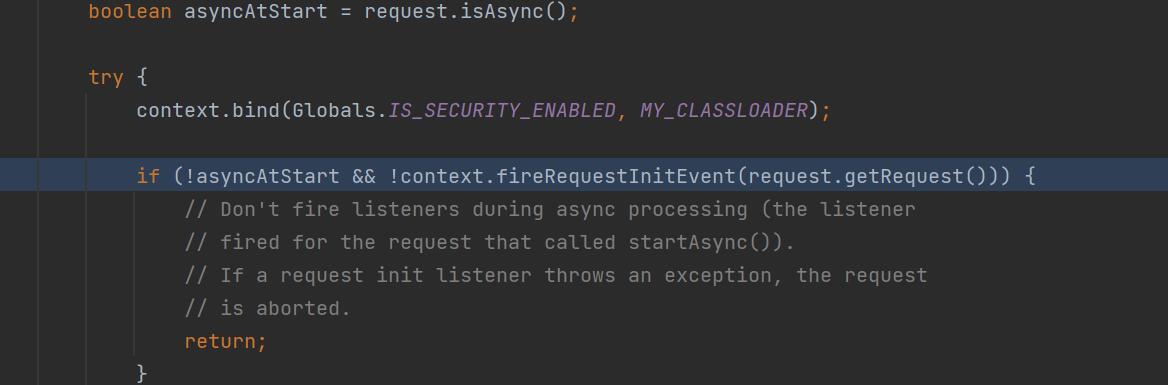 boolean asyncAtStart = request.isAsync();
try {
context.bind(Globals.IS_SECURITY_ENABLED, MY_CLASSLOADER);
if (!asyncAtStart && !context.fireRequestInitEvent(request.getRequest())) {
// Don't fire listeners during async processing (the listener
// fired for the request that called startAsync()).
// If a request init listener throws an exception, the request
// is aborted.
return;
}